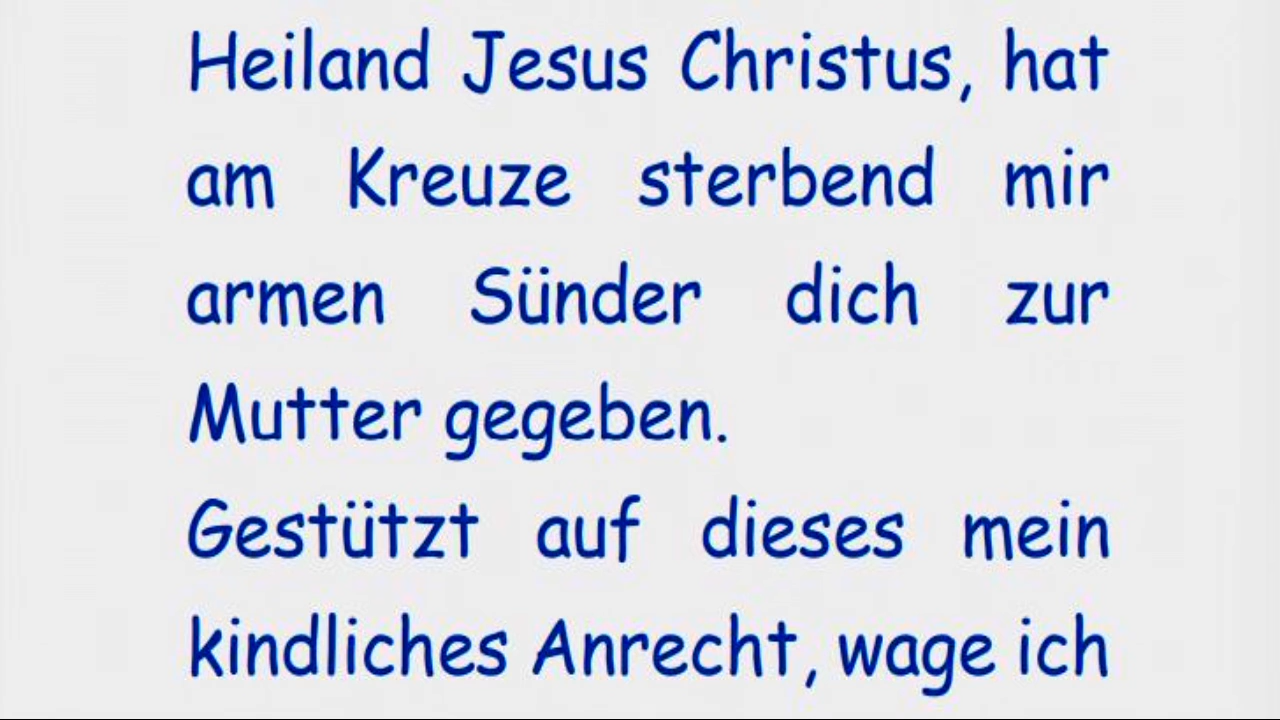 Heiland Jesus Christus, hat
am Kreuze sterbend mir
armen Sünder dich zur
Mutter gegeben.
Gestützt auf dieses mein
kindliches Anrecht, wage ich